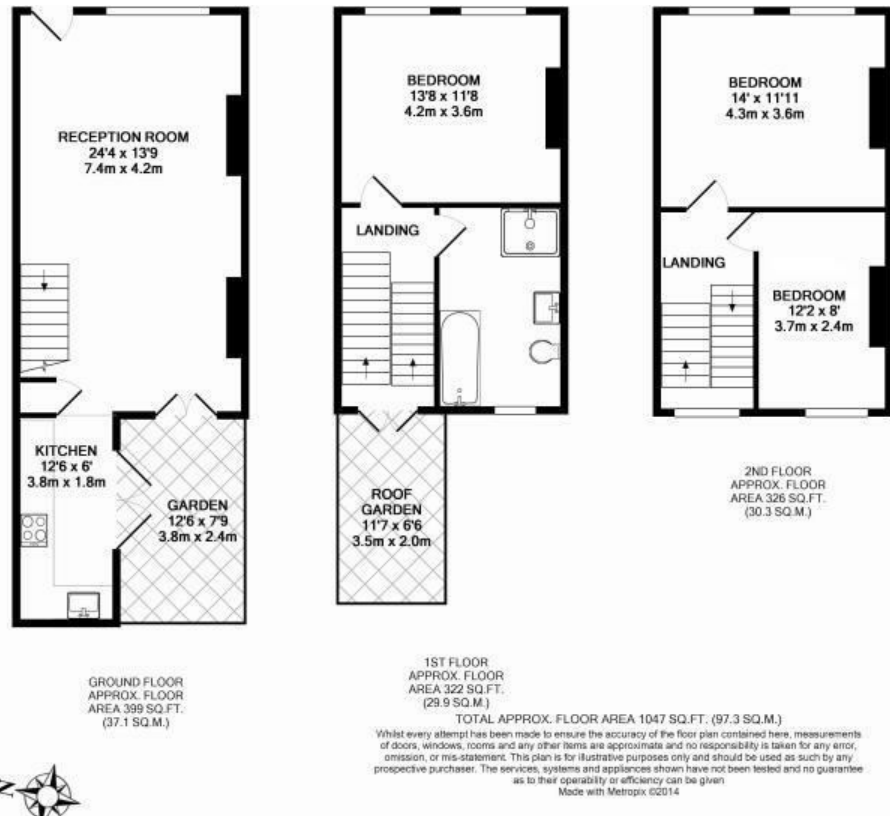 RECEPTION ROOM
24'4 x 13'9
7.4m x 4.2m
KITCHEN
12'6 x 6'
3.8m x 1.8m
GARDEN
12'6 x 7'9
3.8m x 2.4m
GROUND FLOOR
APPROX. FLOOR
AREA 399 SQ.FT.
(37.1 SQ.M.)
BEDROOM
13'8 x 11'8
4.2m x 3.6m
LANDING
ROOF
GARDEN
11'7 x 6'6
3.5m x 2.0m
1ST FLOOR
APPROX. FLOOR
AREA 322 SQ.FT.
(29.9 SQ.M.)
BEDROOM
14' x 11'11
4.3m x 3.6m
LANDING
BEDROOM
12'2 x 8'
3.7m x 2.4m
2ND FLOOR
APPROX. FLOOR
AREA 326 SQ.FT.
(30.3 SQ.M.)
TOTAL APPROX. FLOOR AREA 1047 SQ.FT. (97.3 SQ.M.)
Whilst every attempt has been made to ensure the accuracy of the floor plan contained here, measurements
of doors, windows, rooms and any other items are approximate and no responsibility is taken for any error,
omission, or mis-statement. This plan is for illustrative purposes only and should be used as such by any
prospective purchaser. The services, systems and appliances shown have not been tested and no guarantee
as to their operability or efficiency can be given
Made with Metropix ©2014
N